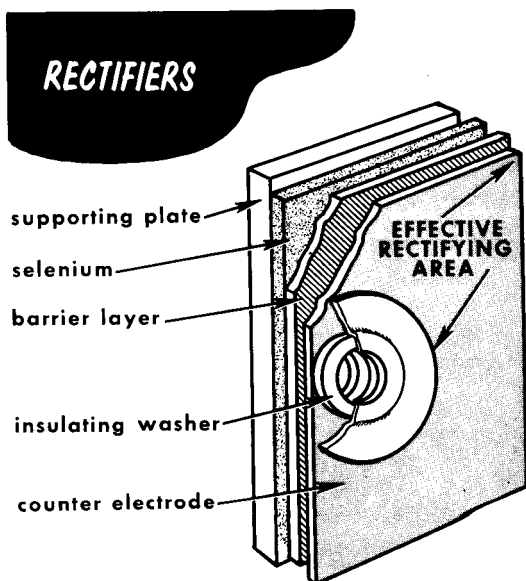 RECTIFIERS
supporting plate
selenium
barrier layer
insulating washer
counter electrode
EFFECTIVE
RECTIFYING
AREA